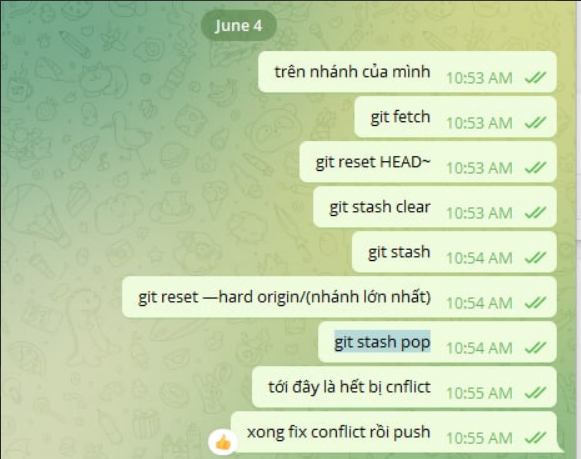 June 4
trên nhánh của mình 10:53 AM
git fetch 10:53 AM
git reset HEAD~ 10:53 AM
git stash clear 10:53 AM
git stash 10:54 AM
git reset —hard origin/(nhánh lớn nhất) 10:54 AM
git stash pop 10:54 AM
tới đây là hết bị cnflict 10:55 AM
xong fix conflict rồi push 10:55 AM